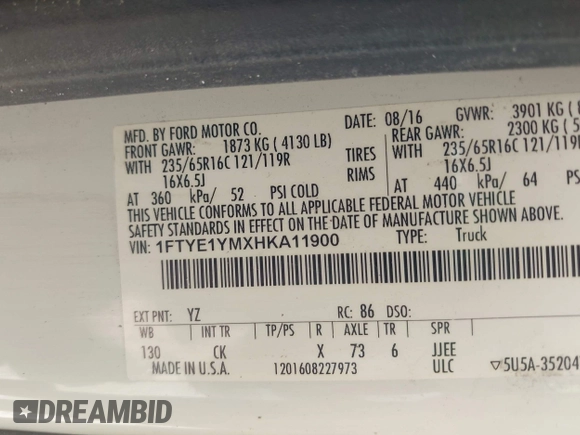 MFD. BY FORD MOTOR CO. DATE: 08/16 GVWR: 3901 KG (
FRONT GAWR: 1873 KG ( 4130 LB) REAR GAWR: 2300 KG ( 5
WITH 235/65R16C 121/119R TIRES WITH 235/65R16C 121/119R
16X6.5J RIMS 16X6.5J
AT 360 kPa/ 52 PSI COLD AT 440 kPa/ 64 PSI
THIS VEHICLE CONFORMS TO ALL APPLICABLE FEDERAL MOTOR VEHICLE
SAFETY STANDARDS IN EFFECT ON THE DATE OF MANUFACTURE SHOWN ABOVE.
VIN: 1FTYE1YMXHKA11900 TYPE: Truck
EXT PNT: YZ RC: 86 DSO:
WB INT TR TP/PS R AXLE TR SPR
130 CK X 73 6 JJEE
MADE IN U.S.A. 1201608227973 ULC ▽5U5A-35204
DREAMBID
CERTIFIED DEALER